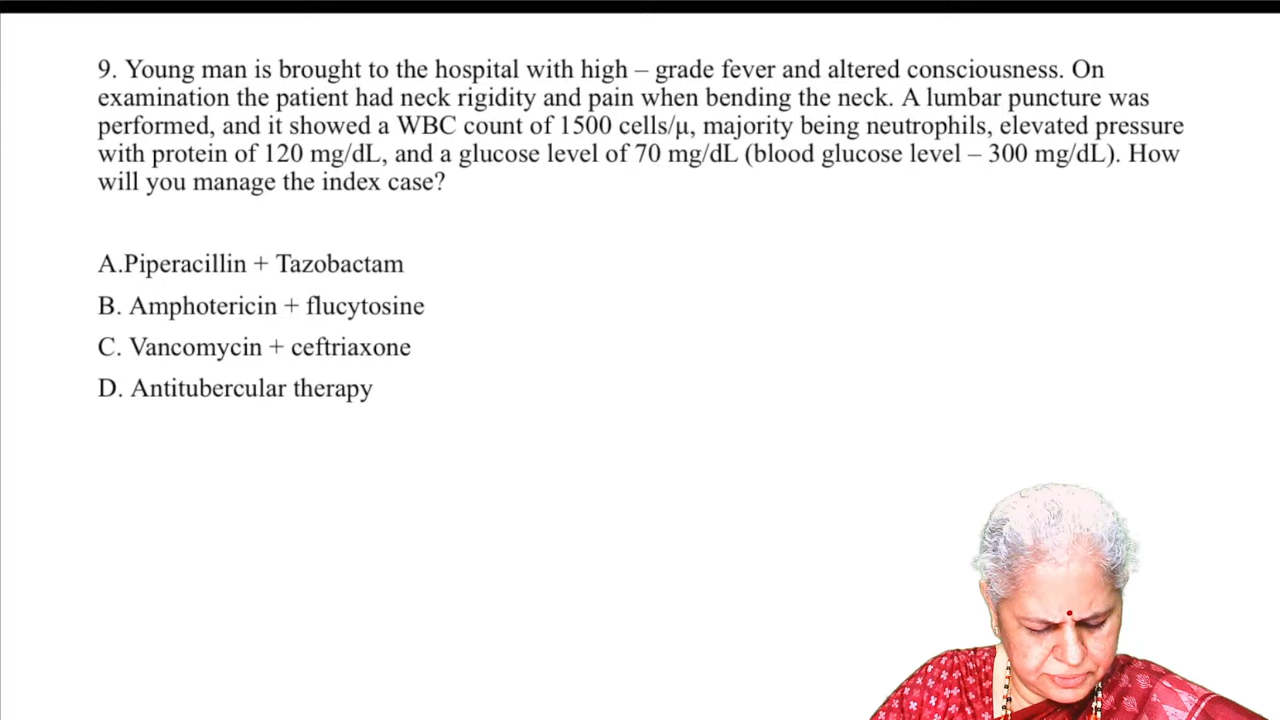 9. Young man is brought to the hospital with high – grade fever and altered consciousness. On
examination the patient had neck rigidity and pain when bending the neck. A lumbar puncture was
performed, and it showed a WBC count of 1500 cells/μ, majority being neutrophils, elevated pressure
with protein of 120 mg/dL, and a glucose level of 70 mg/dL (blood glucose level – 300 mg/dL). How
will you manage the index case?
A.Piperacillin + Tazobactam
B. Amphotericin + flucytosine
C. Vancomycin + ceftriaxone
D. Antitubercular therapy